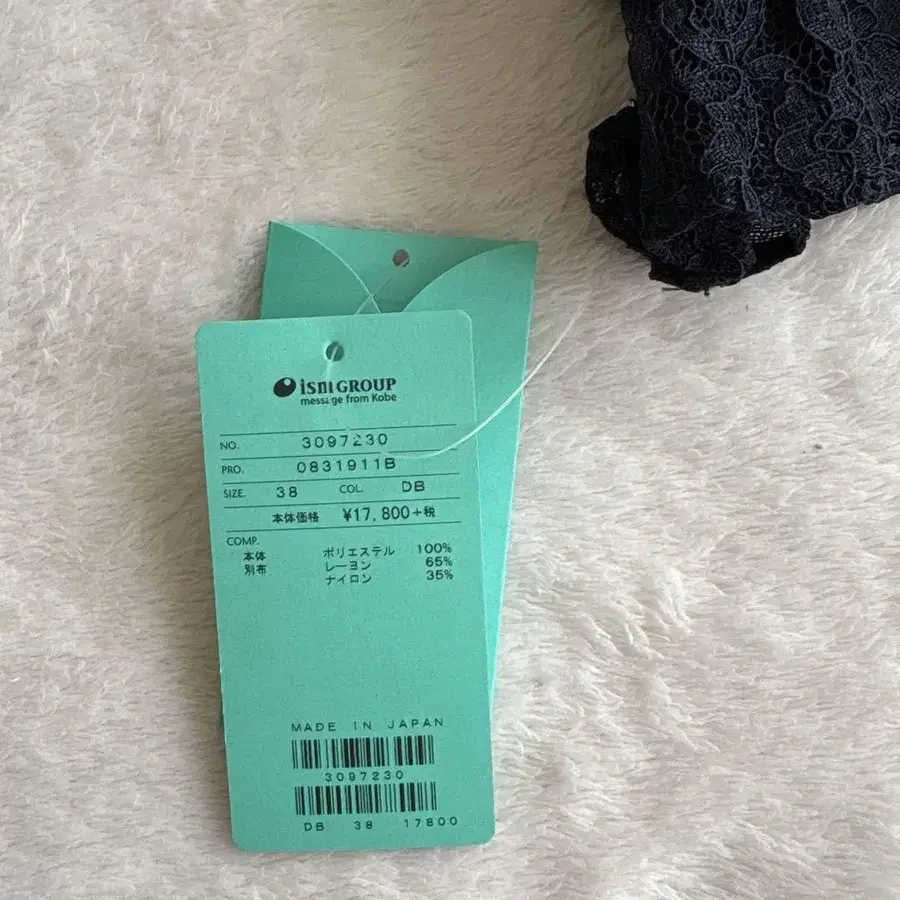 ism GROUP
message from Kobe
NO. 3097230
PRO. 0831911B
SIZE. 38 COL. DB
本体価格 ¥17,800+税
COMP.
本体 ポリエステル 100%
別布 レーヨン 65%
ナイロン 35%
MADE IN JAPAN
3097230
DB 38 17800